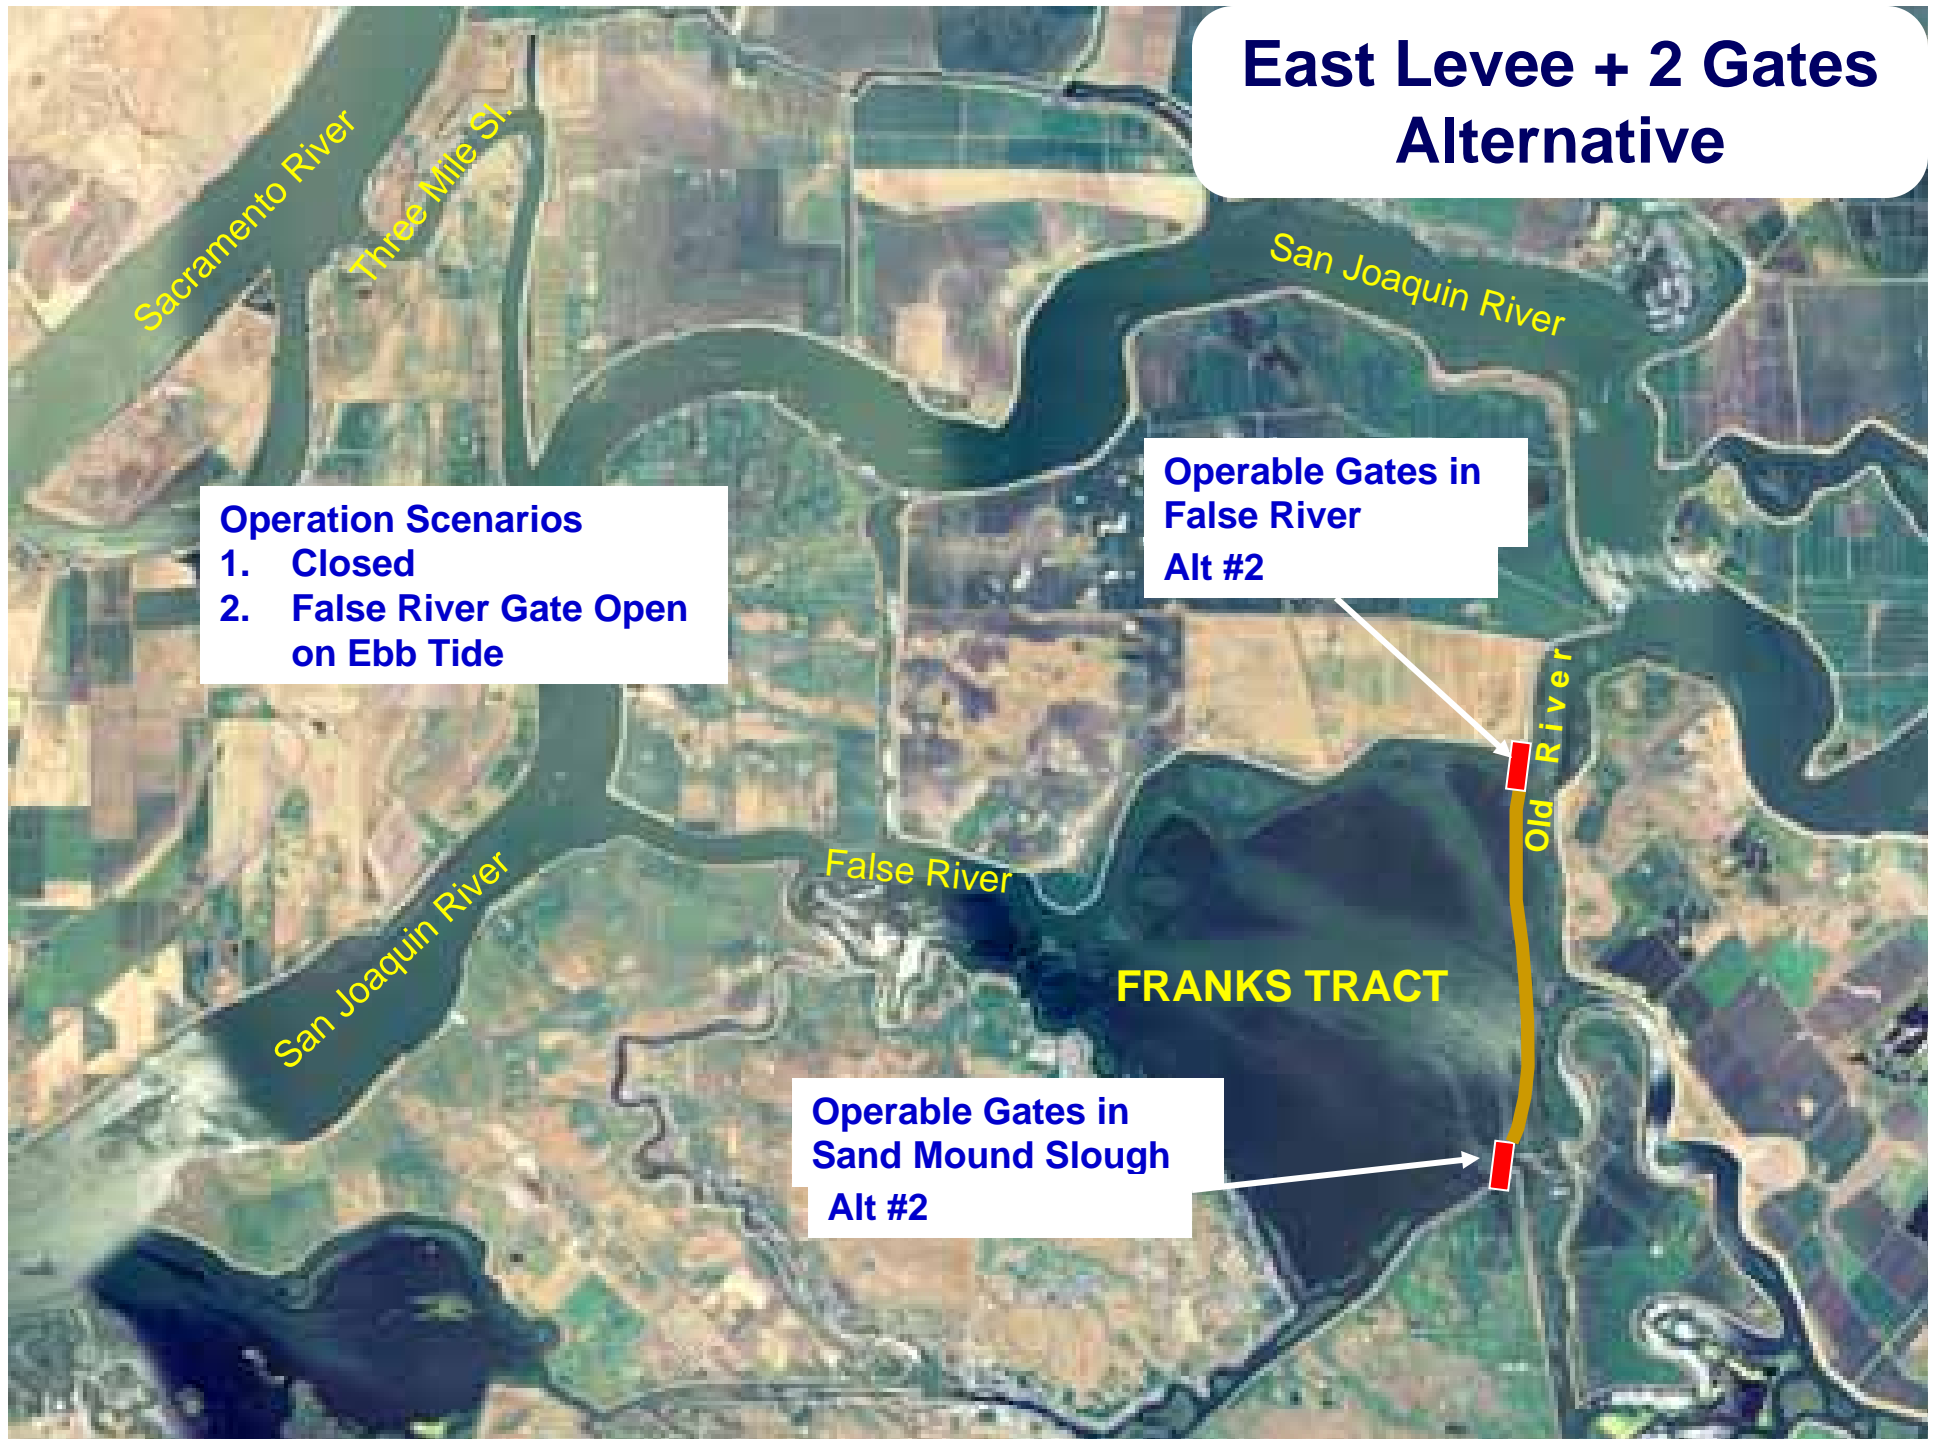 East Levee + 2 Gates
Alternative
Sacramento River
Three Mile Sl.
San Joaquin River
Operable Gates in
False River
Alt #2
Operation Scenarios
1. Closed
2. False River Gate Open
on Ebb Tide
Old River
False River
San Joaquin River
FRANKS TRACT
Operable Gates in
Sand Mound Slough
Alt #2